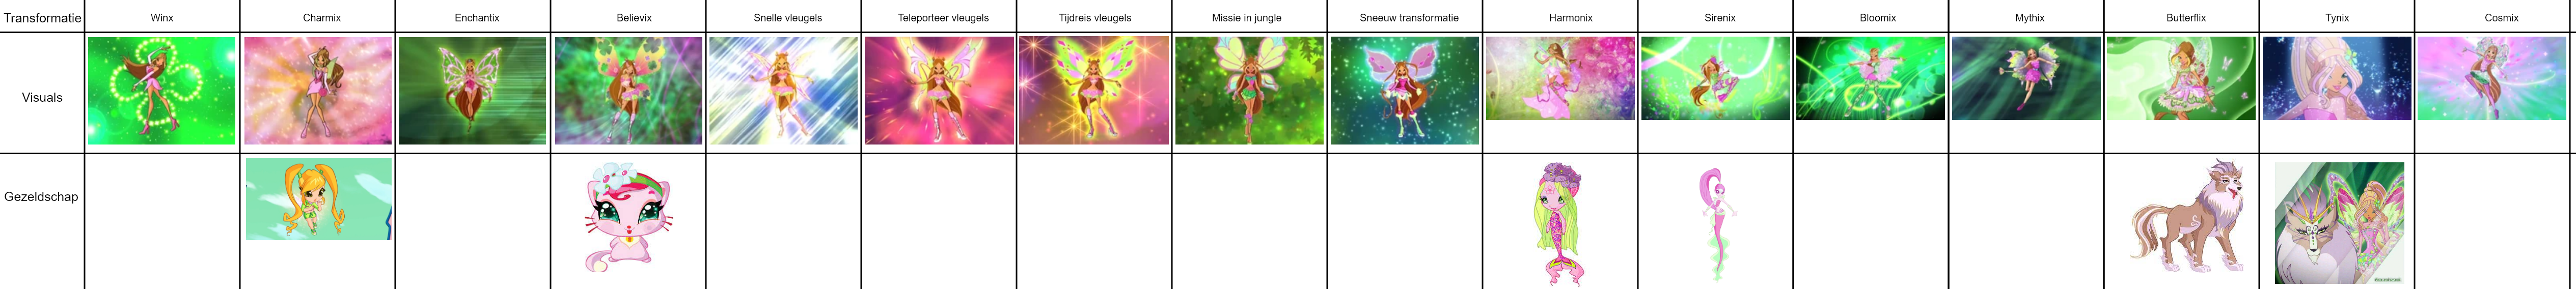 Transformatie Winx Charmix Enchantix Believix Snelle vleugels Teleporteer vleugels Tijdreis vleugels Missie in jungle Sneeuw transformatie Harmonix Sirenix Bloomix Mythix Butterflix Tynix Cosmix
Visuals
Gezeldschap